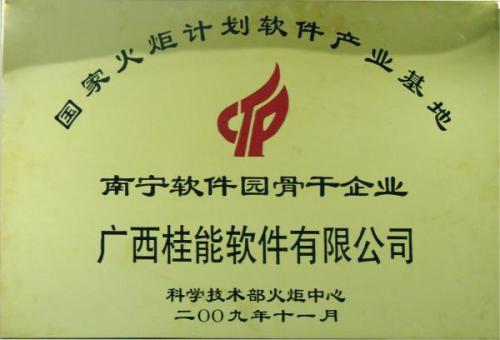 国家火炬计划软件产业基地
CTP
南宁软件园骨干企业
广西桂能软件有限公司
科学技术部火炬中心
二〇〇九年十一月